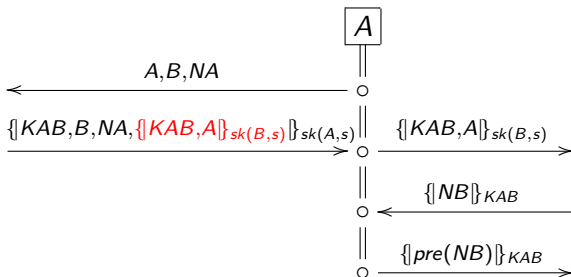 A
A,B,NA
{|KAB,B,NA,{|KAB,A|}sk(B,s)|}sk(A,s)
{|KAB,A|}sk(B,s)
{|NB|}KAB
{|pre(NB)|}KAB